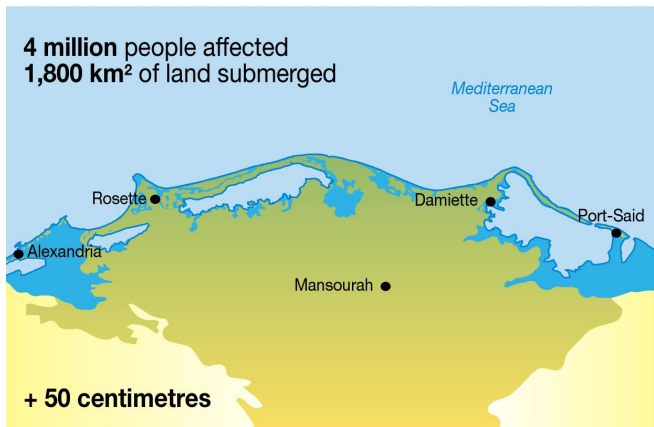 4 million people affected
1,800 km² of land submerged
Mediterranean
Sea
Rosette
Damiette
Port-Said
Alexandria
Mansourah
+ 50 centimetres